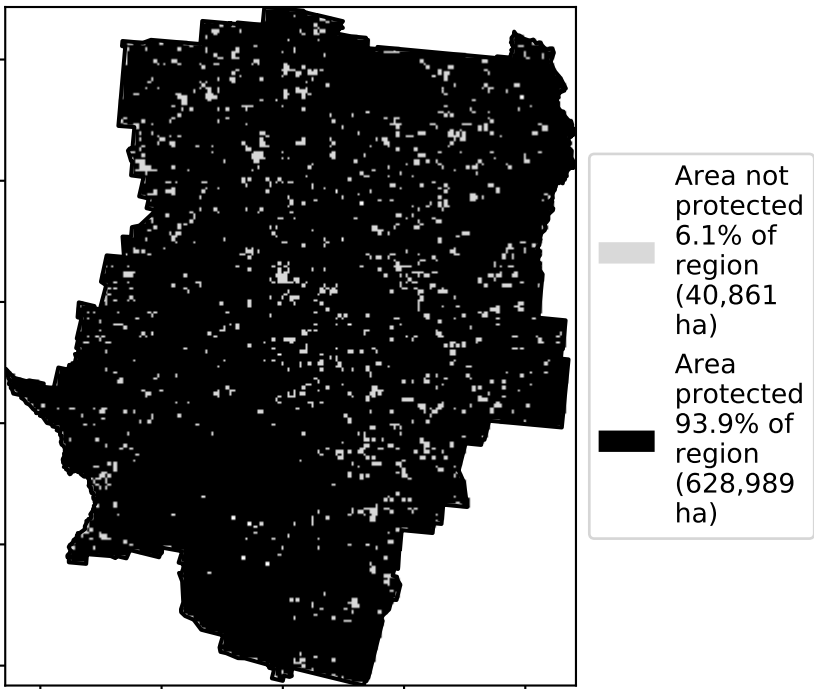 Area not
protected
6.1% of
region
(40,861
ha)
Area
protected
93.9% of
region
(628,989
ha)